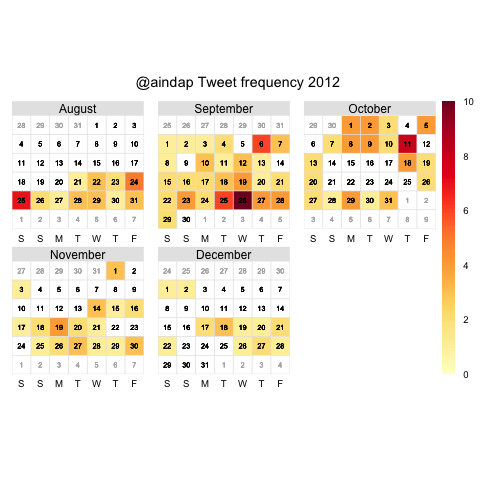 @aindap Tweet frequency 2012
August
28 29 30 31 1 2 3
4 5 6 7 8 9 10
11 12 13 14 15 16 17
18 19 20 21 22 23 24
25 26 27 28 29 30 31
1 2 3 4 5 6 7
S S M T W T F
September
25 26 27 28 29 30 31
1 2 3 4 5 6 7
8 9 10 11 12 13 14
15 16 17 18 19 20 21
22 23 24 25 26 27 28
29 30 1 2 3 4 5
S S M T W T F
October
29 30 1 2 3 4 5
6 7 8 9 10 11 12
13 14 15 16 17 18 19
20 21 22 23 24 25 26
27 28 29 30 31 1 2
3 4 5 6 7 8 9
S S M T W T F
November
27 28 29 30 31 1 2
3 4 5 6 7 8 9
10 11 12 13 14 15 16
17 18 19 20 21 22 23
24 25 26 27 28 29 30
1 2 3 4 5 6 7
S S M T W T F
December
24 25 26 27 28 29 30
1 2 3 4 5 6 7
8 9 10 11 12 13 14
15 16 17 18 19 20 21
22 23 24 25 26 27 28
29 30 31 1 2 3 4
S S M T W T F
10
8
6
4
2
0